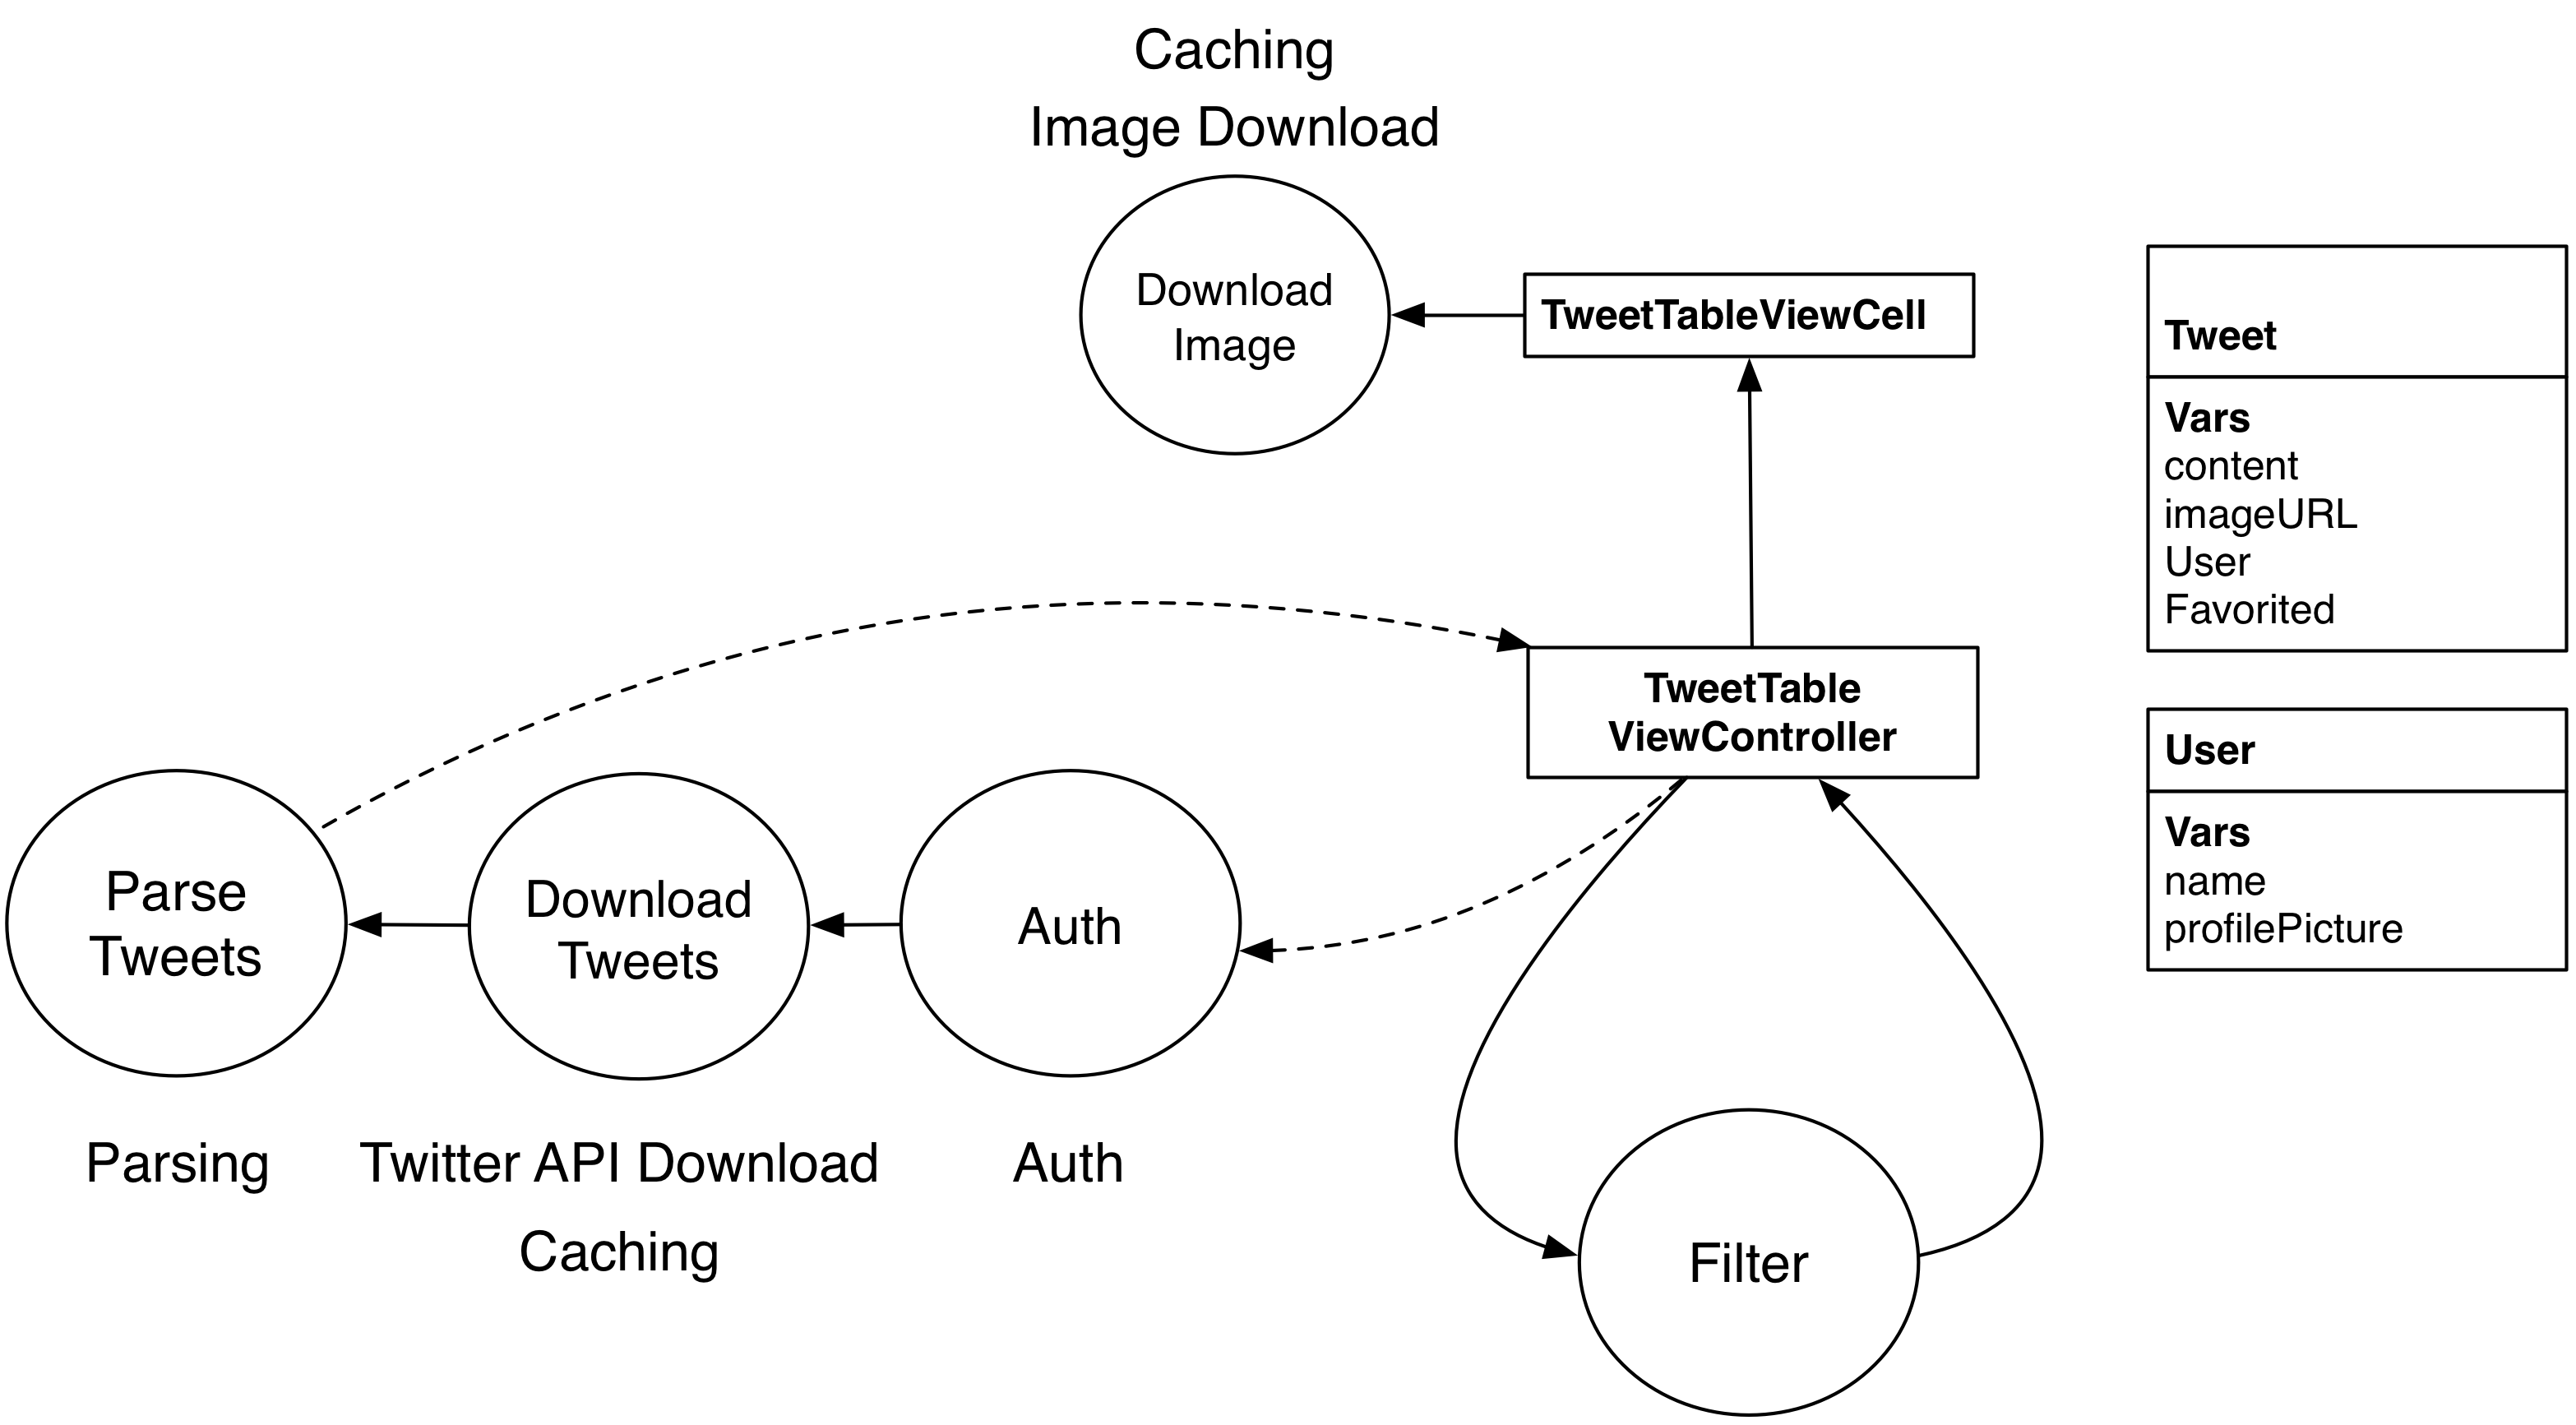 Caching
Image Download
Download
Image
TweetTableViewCell
Tweet
Vars
content
imageURL
User
Favorited
TweetTable
ViewController
User
Vars
name
profilePicture
Parse
Tweets
Download
Tweets
Auth
Parsing
Twitter API Download
Auth
Caching
Filter